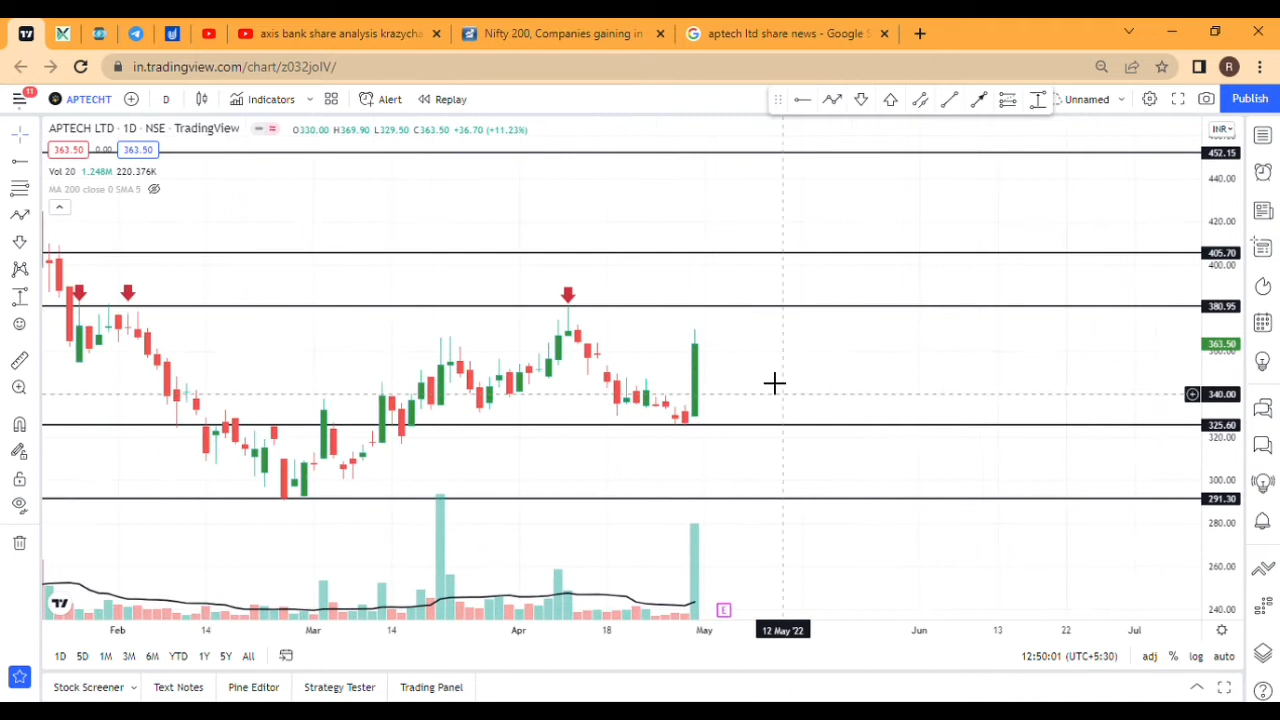 axis bank share analysis krazycha
Nifty 200, Companies gaining in
aptech ltd share news - Google S
in.tradingview.com/chart/z032joIV/
R
11
APTECHT
D
Indicators
Alert
Replay
Unnamed
Publish
APTECH LTD · 1D · NSE · TradingView
O330.00 H369.90 L329.50 C363.50 +36.70 (+11.23%)
INR
363.50 0.00 363.50
452.15
Vol 20 1.248M 220.376K
440.00
MA 200 close 0 SMA 5
420.00
405.70
400.00
380.95
363.50
360.00
340.00
325.60
320.00
300.00
291.30
280.00
260.00
240.00
E
Feb 14 Mar 14 Apr 18 May 12 May '22 Jun 13 22 Jul
1D 5D 1M 3M 6M YTD 1Y 5Y All
12:50:01 (UTC+5:30) adj % log auto
Stock Screener Text Notes Pine Editor Strategy Tester Trading Panel